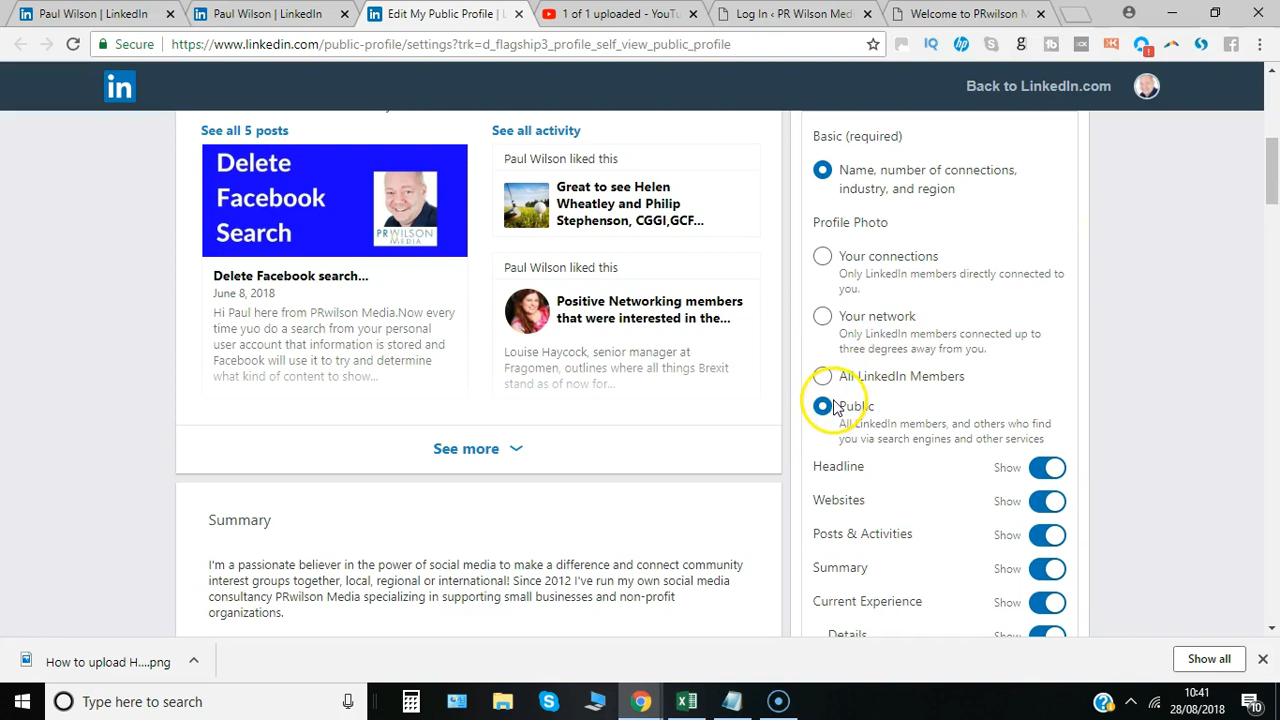 Paul Wilson | LinkedIn
Paul Wilson | LinkedIn
Edit My Public Profile | L
1 of 1 uploaded - YouTu
Log In ‹ PR Wilson Med
Welcome to PRwilson M
Secure
https://www.linkedin.com/public-profile/settings?trk=d_flagship3_profile_self_view_public_profile
in
Back to LinkedIn.com
See all 5 posts
Delete
Facebook
Search
PRWILSON
MEDIA
Delete Facebook search...
June 8, 2018
Hi Paul here from PRwilson Media.Now every
time yuo do a search from your personal
user account that information is stored and
Facebook will use it to try and determine
what kind of content to show...
See all activity
Paul Wilson liked this
Great to see Helen
Wheatley and Philip
Stephenson, CGGI,GCF...
Paul Wilson liked this
Positive Networking members
that were interested in the...
Louise Haycock, senior manager at
Fragomen, outlines where all things Brexit
stand as of now for...
See more
Summary
I'm a passionate believer in the power of social media to make a difference and connect community
interest groups together, local, regional or international! Since 2012 I've run my own social media
consultancy PRwilson Media specializing in supporting small businesses and non-profit
organizations.
Basic (required)
Name, number of connections,
industry, and region
Profile Photo
Your connections
Only LinkedIn members directly connected to
you.
Your network
Only LinkedIn members connected up to
three degrees away from you.
All LinkedIn Members
Public
All LinkedIn members, and others who find
you via search engines and other services
Headline Show
Websites Show
Posts & Activities Show
Summary Show
Current Experience Show
Details Show
How to upload H....png
Show all
Type here to search
10:41
28/08/2018
10